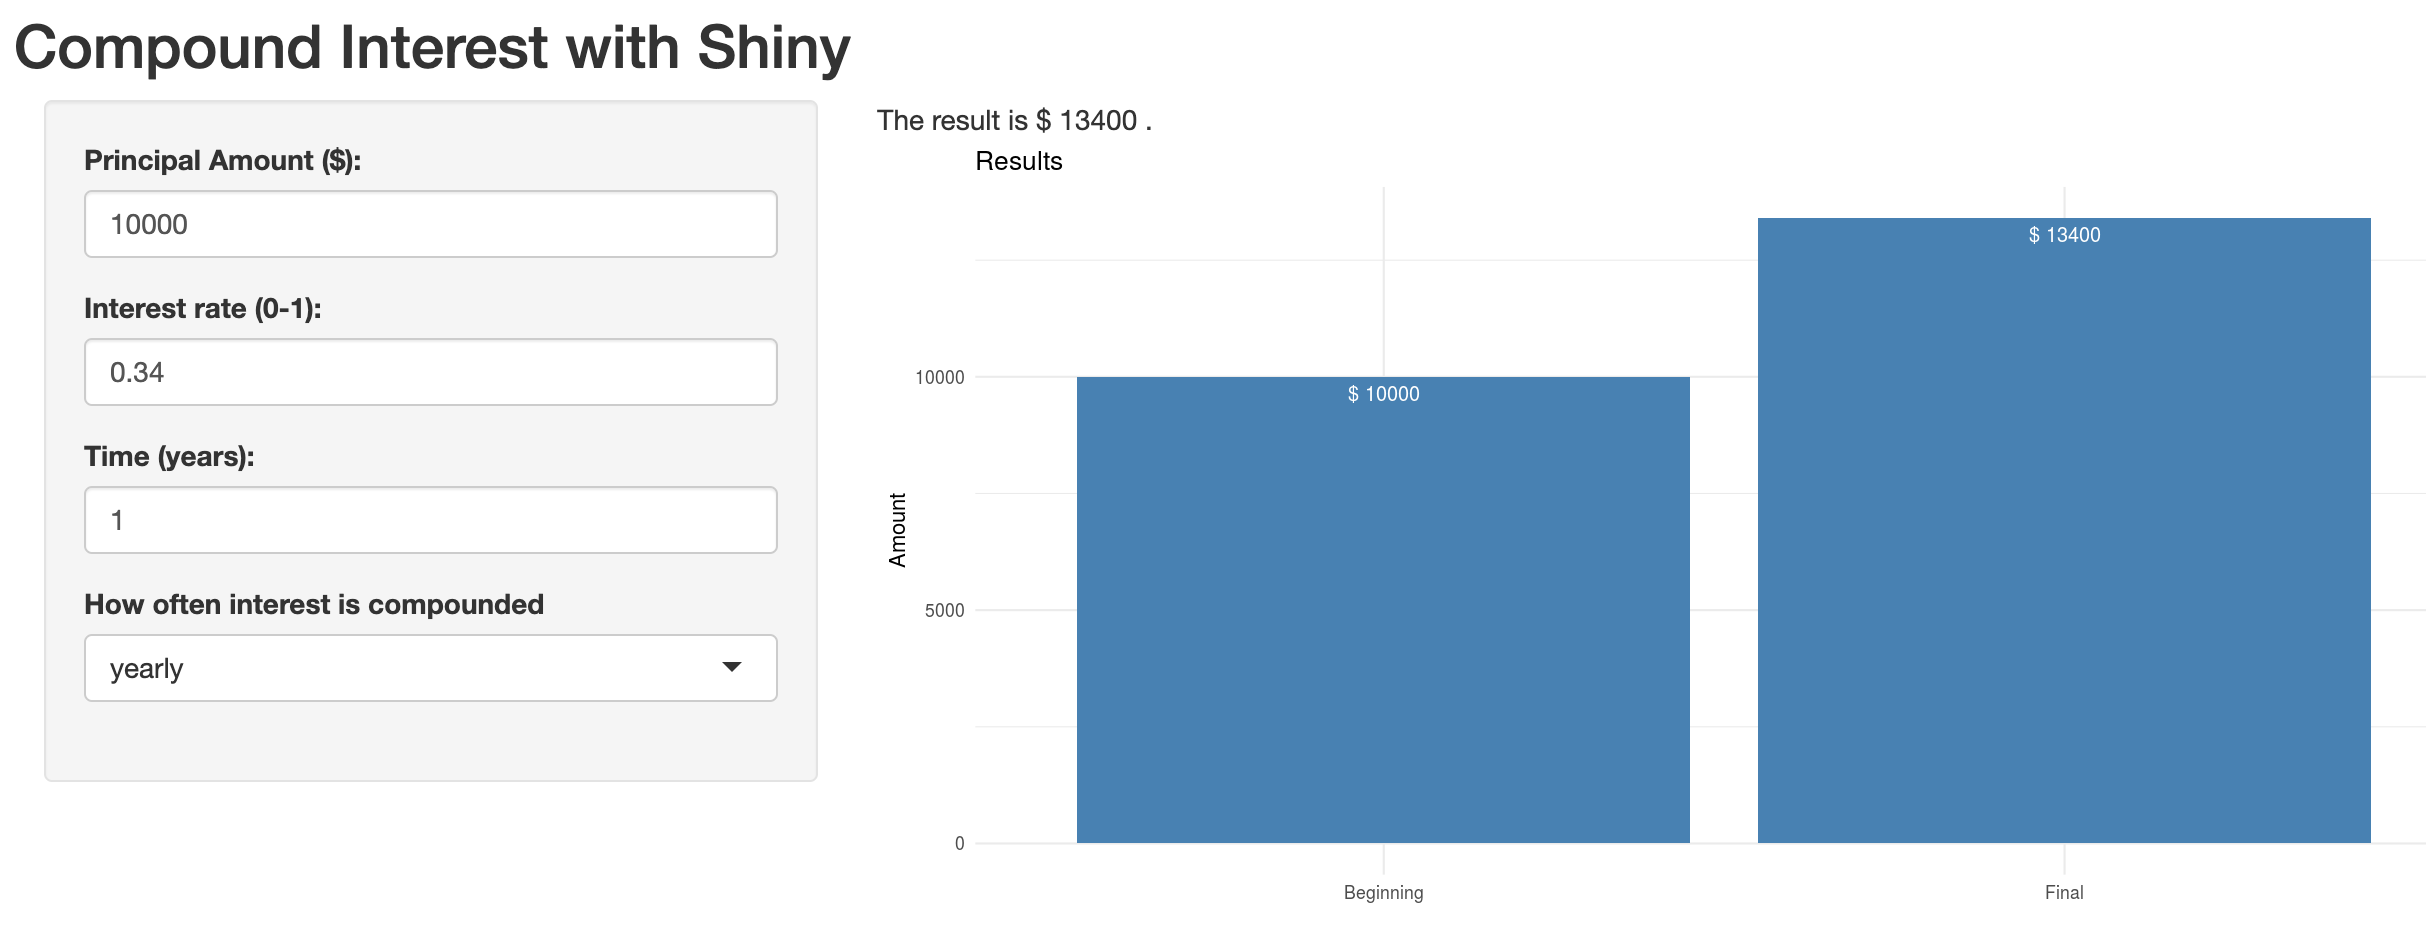 Compound Interest with Shiny
Principal Amount ($):
10000
Interest rate (0-1):
0.34
Time (years):
1
How often interest is compounded
yearly
The result is $ 13400 .
Results
$ 13400
10000
$ 10000
Amount
5000
0
Beginning
Final